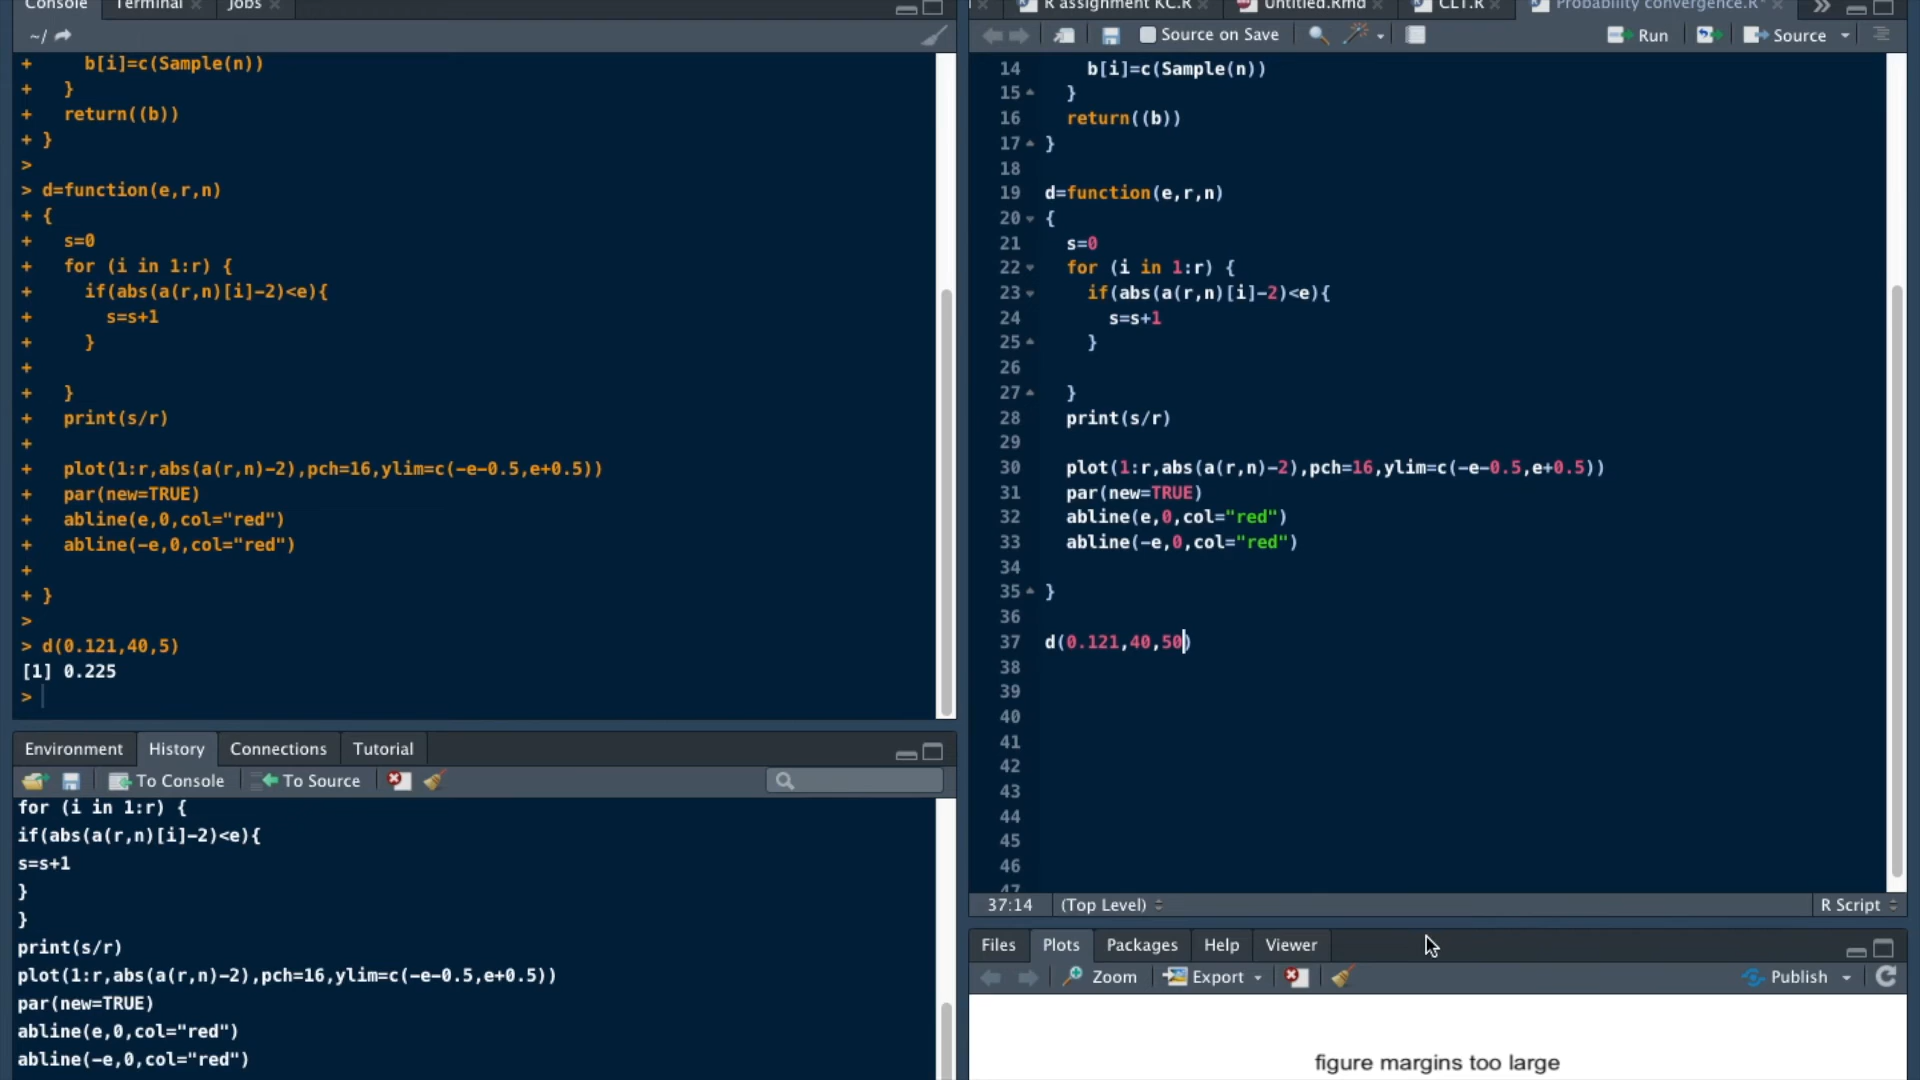 Console Terminal Jobs
~/
+ b[i]=c(Sample(n))
+ }
+ return((b))
+ }
>
> d=function(e,r,n)
+ {
+ s=0
+ for (i in 1:r) {
+ if(abs(a(r,n)[i]-2)<e){
+ s=s+1
+ }
+
+ }
+ print(s/r)
+
+ plot(1:r,abs(a(r,n)-2),pch=16,ylim=c(-e-0.5,e+0.5))
+ par(new=TRUE)
+ abline(e,0,col="red")
+ abline(-e,0,col="red")
+
+ }
>
> d(0.121,40,5)
[1] 0.225
>
Environment History Connections Tutorial
To Console To Source
for (i in 1:r) {
if(abs(a(r,n)[i]-2)<e){
s=s+1
}
}
print(s/r)
plot(1:r,abs(a(r,n)-2),pch=16,ylim=c(-e-0.5,e+0.5))
par(new=TRUE)
abline(e,0,col="red")
abline(-e,0,col="red")
R assignment KC.R Untitled.Rmd CLT.R Probability convergence.R*
Source on Save Run Source
14 b[i]=c(Sample(n))
15 }
16 return((b))
17 }
18
19 d=function(e,r,n)
20 {
21 s=0
22 for (i in 1:r) {
23 if(abs(a(r,n)[i]-2)<e){
24 s=s+1
25 }
26
27 }
28 print(s/r)
29
30 plot(1:r,abs(a(r,n)-2),pch=16,ylim=c(-e-0.5,e+0.5))
31 par(new=TRUE)
32 abline(e,0,col="red")
33 abline(-e,0,col="red")
34
35 }
36
37 d(0.121,40,50)
38
39
40
41
42
43
44
45
46
47
37:14 (Top Level) R Script
Files Plots Packages Help Viewer
Zoom Export Publish
figure margins too large